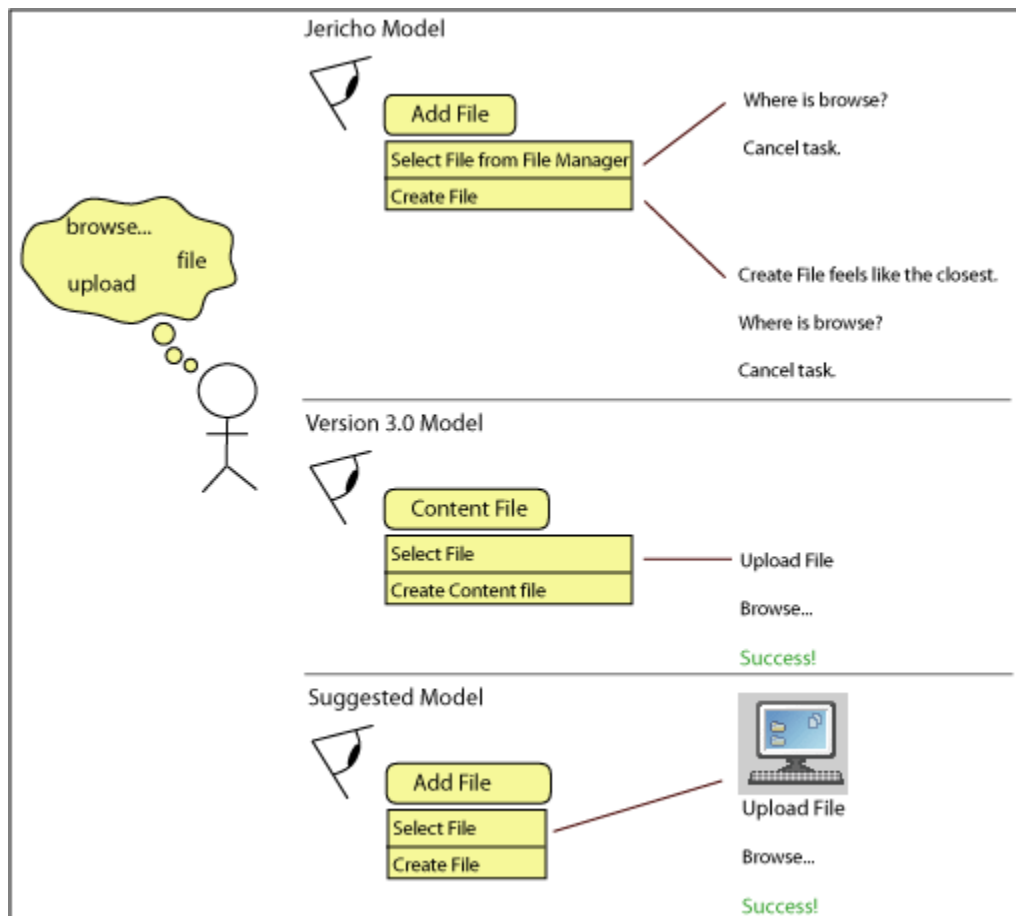 Jericho Model
Add File
Select File from File Manager
Create File
Where is browse?
Cancel task.
Create File feels like the closest.
Where is browse?
Cancel task.
browse...
file
upload
Version 3.0 Model
Content File
Select File
Create Content file
Upload File
Browse...
Success!
Suggested Model
Add File
Select File
Create File
Upload File
Browse...
Success!